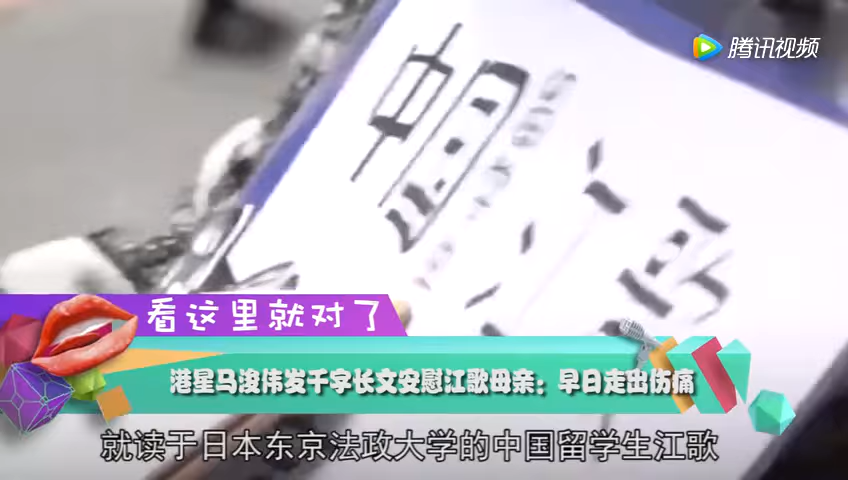 腾讯视频
看这里就对了
港星马浚伟发千字长文安慰江歌母亲：早日走出伤痛
就读于日本东京法政大学的中国留学生江歌